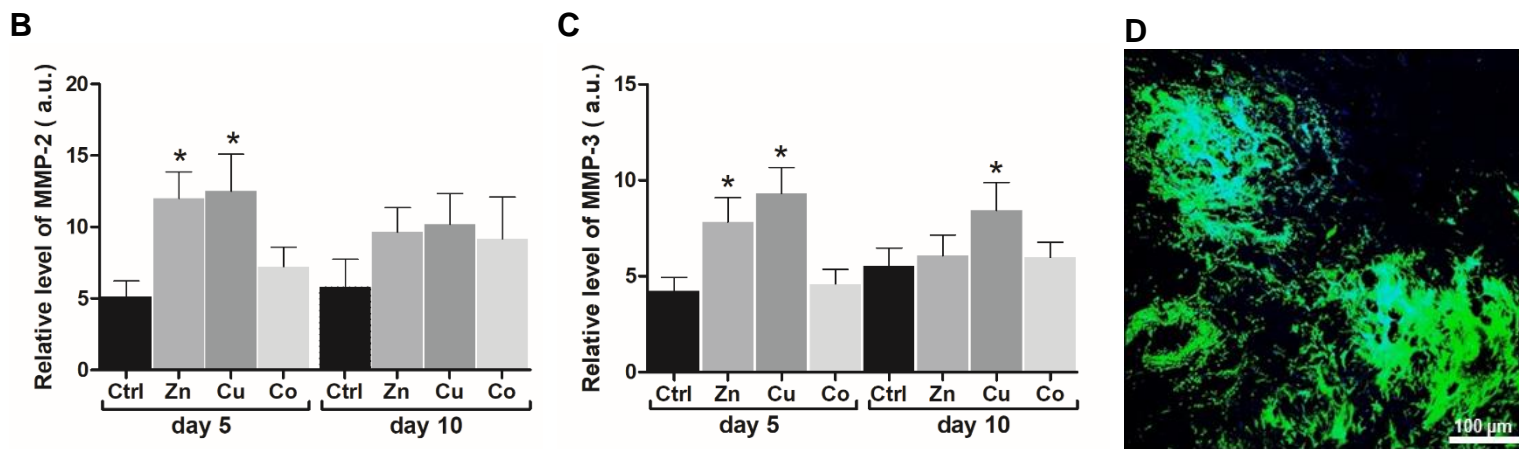 B
Relative level of MMP-2 ( a.u.)
20
15
10
5
0
* *
Ctrl Zn Cu Co Ctrl Zn Cu Co
day 5 day 10
C
Relative level of MMP-3 ( a.u.)
15
10
5
0
* * *
Ctrl Zn Cu Co Ctrl Zn Cu Co
day 5 day 10
D
100 µm